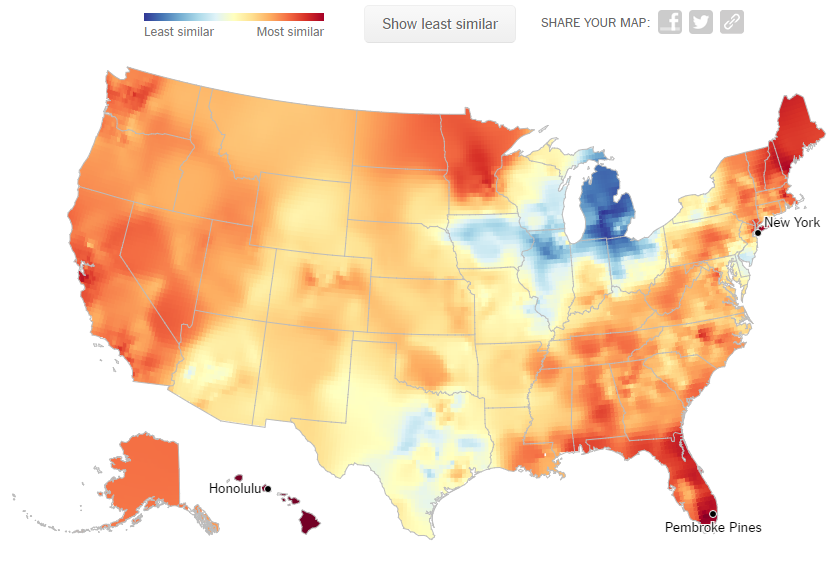 Least similar
Most similar
Show least similar
SHARE YOUR MAP:
New York
Honolulu
Pembroke Pines